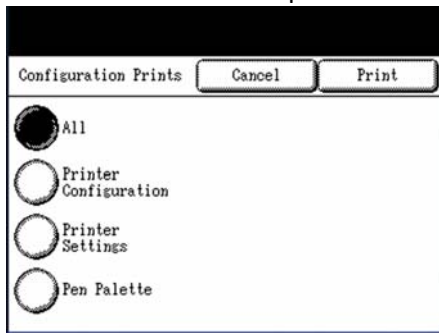 Configuration Prints Cancel Print
All
Printer
Configuration
Printer
Settings
Pen Palette